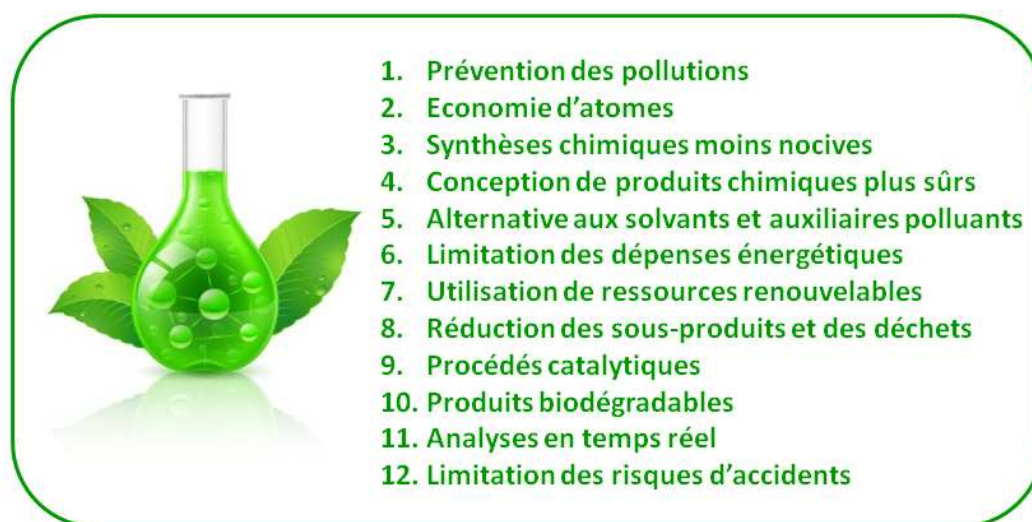 1. Prévention des pollutions
2. Economie d'atomes
3. Synthèses chimiques moins nocives
4. Conception de produits chimiques plus sûrs
5. Alternative aux solvants et auxiliaires polluants
6. Limitation des dépenses énergétiques
7. Utilisation de ressources renouvelables
8. Réduction des sous-produits et des déchets
9. Procédés catalytiques
10. Produits biodégradables
11. Analyses en temps réel
12. Limitation des risques d'accidents